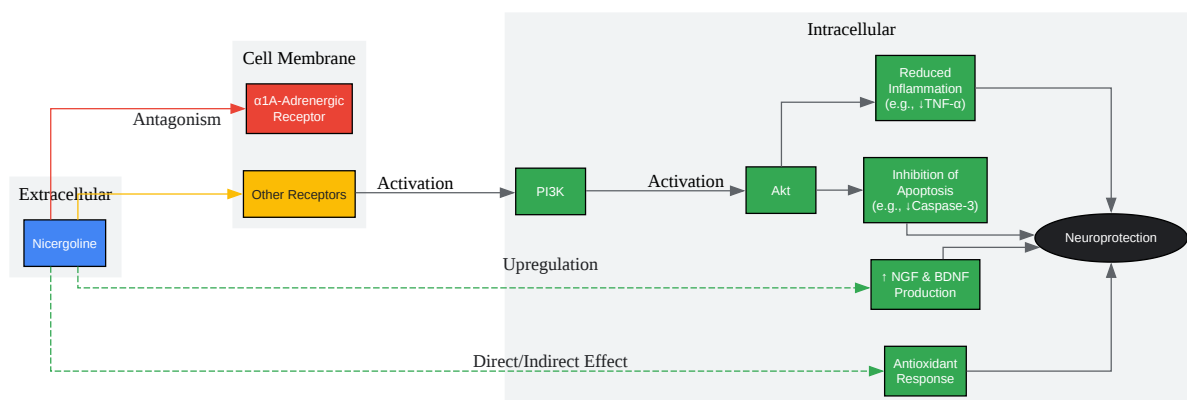 Intracellular
Cell Membrane
α1A-Adrenergic
Receptor
Antagonism
Reduced
Inflammation
(e.g., ↓TNF-α)
Extracellular
Nicergoline
Other Receptors
Activation
PI3K
Activation
Akt
Inhibition of
Apoptosis
(e.g., ↓Caspase-3)
Neuroprotection
Upregulation
↑ NGF & BDNF
Production
Direct/Indirect Effect
Antioxidant
Response